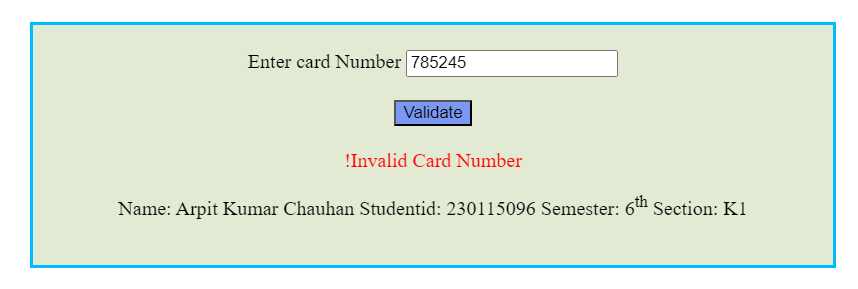 Enter card Number 785245
Validate
!Invalid Card Number
Name: Arpit Kumar Chauhan Studentid: 230115096 Semester: 6th Section: K1